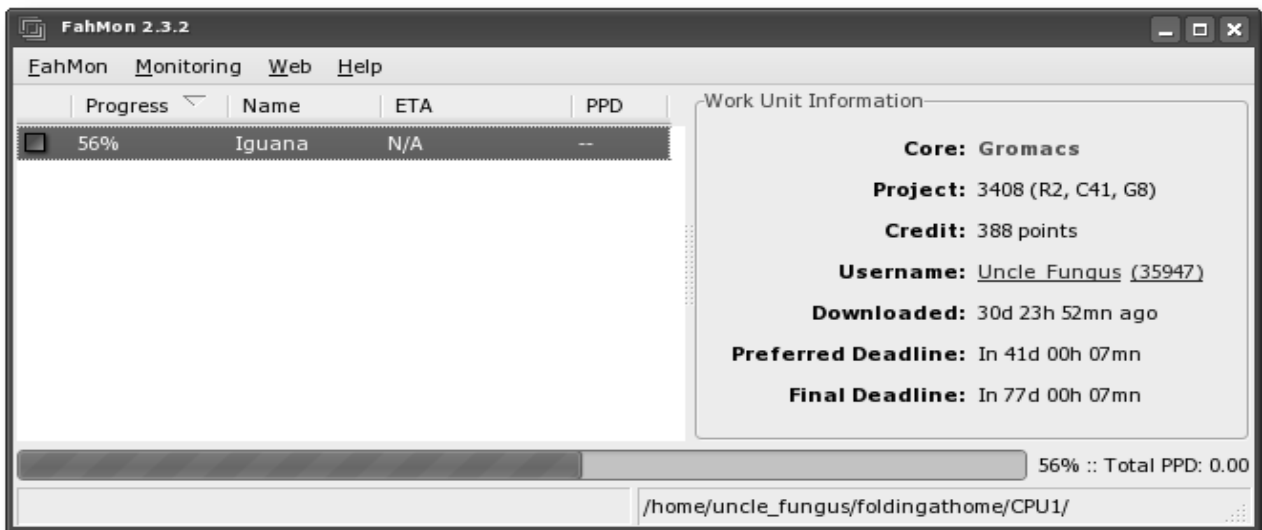 FahMon 2.3.2
FahMon Monitoring Web Help
Progress Name ETA PPD
56% Iguana N/A --
Work Unit Information
Core: Gromacs
Project: 3408 (R2, C41, G8)
Credit: 388 points
Username: Uncle_Fungus (35947)
Downloaded: 30d 23h 52mn ago
Preferred Deadline: In 41d 00h 07mn
Final Deadline: In 77d 00h 07mn
56% :: Total PPD: 0.00
/home/uncle_fungus/foldingathome/CPU1/